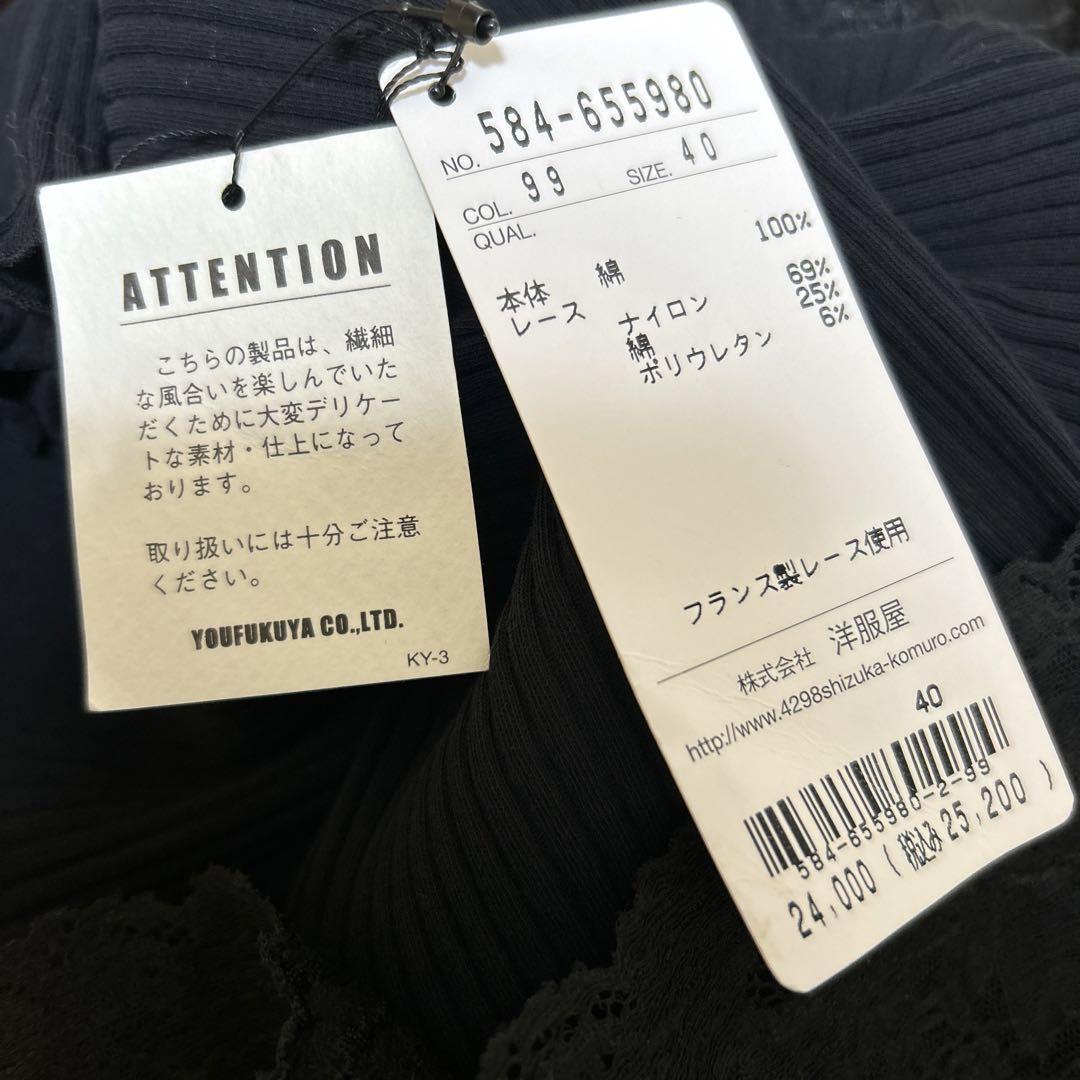 ATTENTION
こちらの製品は、繊細
な風合いを楽しんでいた
だくために大変デリケー
トな素材・仕上になって
おります。
取り扱いには十分ご注意
ください。
YOUFUKUYA CO.,LTD.
KY-3
NO. 584-655980
COL. 99 SIZE. 40
QUAL.
本体 綿 100%
レース ナイロン 69%
綿 25%
ポリウレタン 6%
フランス製レース使用
株式会社 洋服屋
http://www.4298shizuka-komuro.com
40
584-655980-2-99
24,000 (税込み25,200 )